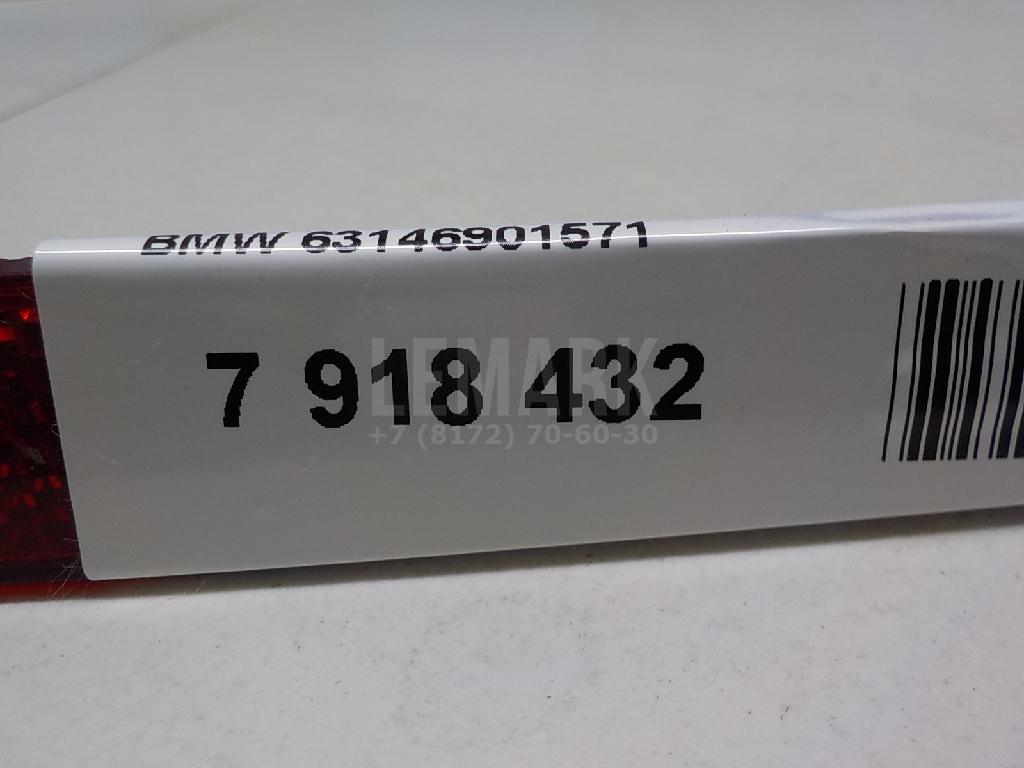 BMW 63146901571
7 918 432
LEMARK
+7 (8172) 70-60-30